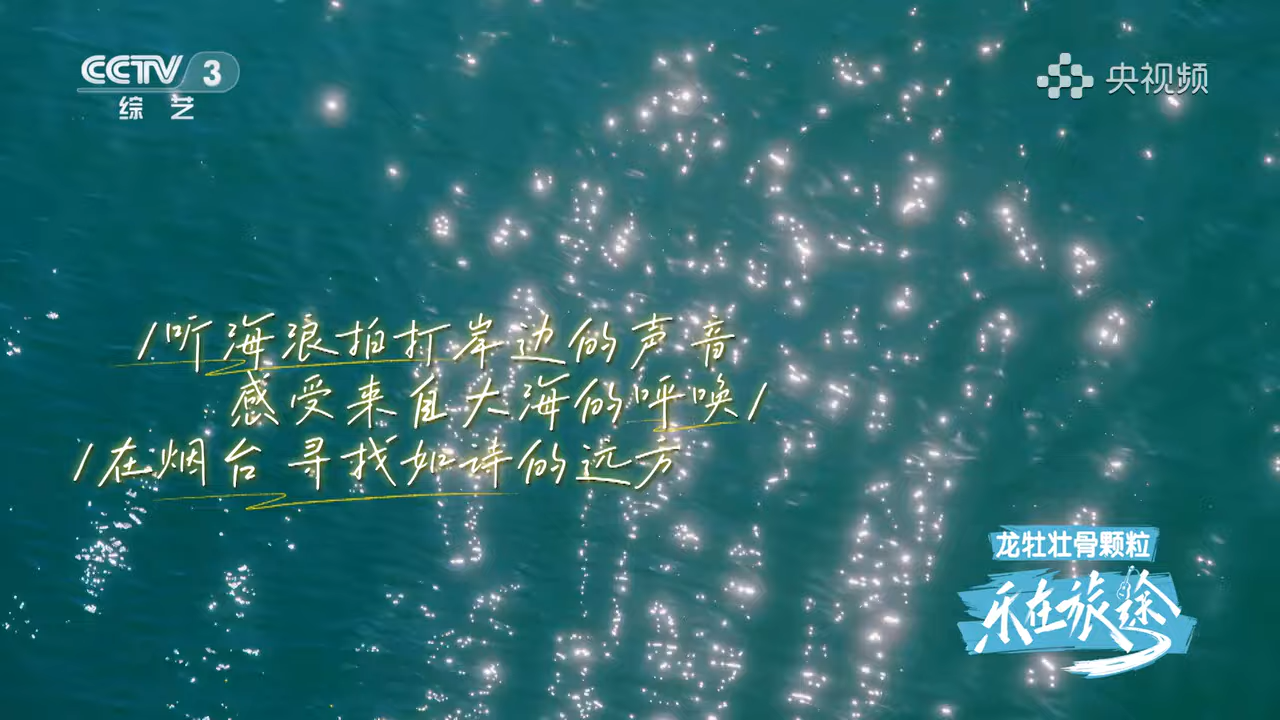 CCTV 3
综艺
央视频
/听海浪拍打岸边的声音
感受来自大海的呼唤/
/在烟台 寻找如诗的远方
龙牡壮骨颗粒
乐在旅途